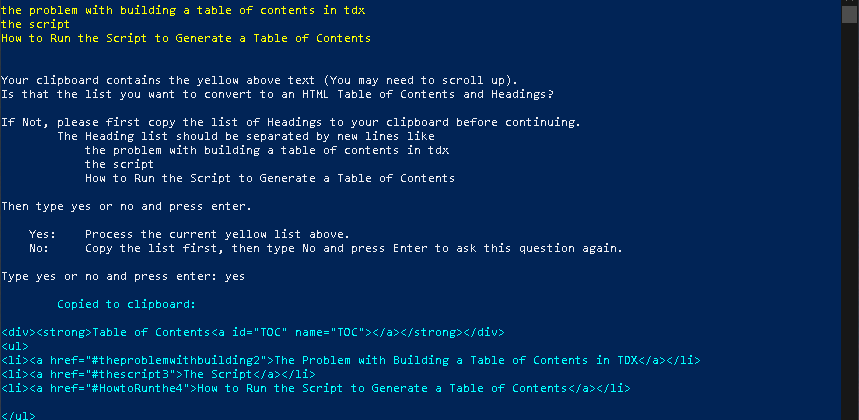 the problem with building a table of contents in tdx
the script
How to Run the Script to Generate a Table of Contents
Your clipboard contains the yellow above text (You may need to scroll up).
Is that the list you want to convert to an HTML Table of Contents and Headings?
If Not, please first copy the list of Headings to your clipboard before continuing.
The Heading list should be separated by new lines like
the problem with building a table of contents in tdx
the script
How to Run the Script to Generate a Table of Contents
Then type yes or no and press enter.
Yes: Process the current yellow list above.
No: Copy the list first, then type No and press Enter to ask this question again.
Type yes or no and press enter: yes
Copied to clipboard:
<div><strong>Table of Contents<a id="TOC" name="TOC"></a></strong></div>
<ul>
<li><a href="#theproblemwithbuilding2">The Problem with Building a Table of Contents in TDX</a></li>
<li><a href="#thescript3">The Script</a></li>
<li><a href="#HowtoRunthe4">How to Run the Script to Generate a Table of Contents</a></li>
</ul>